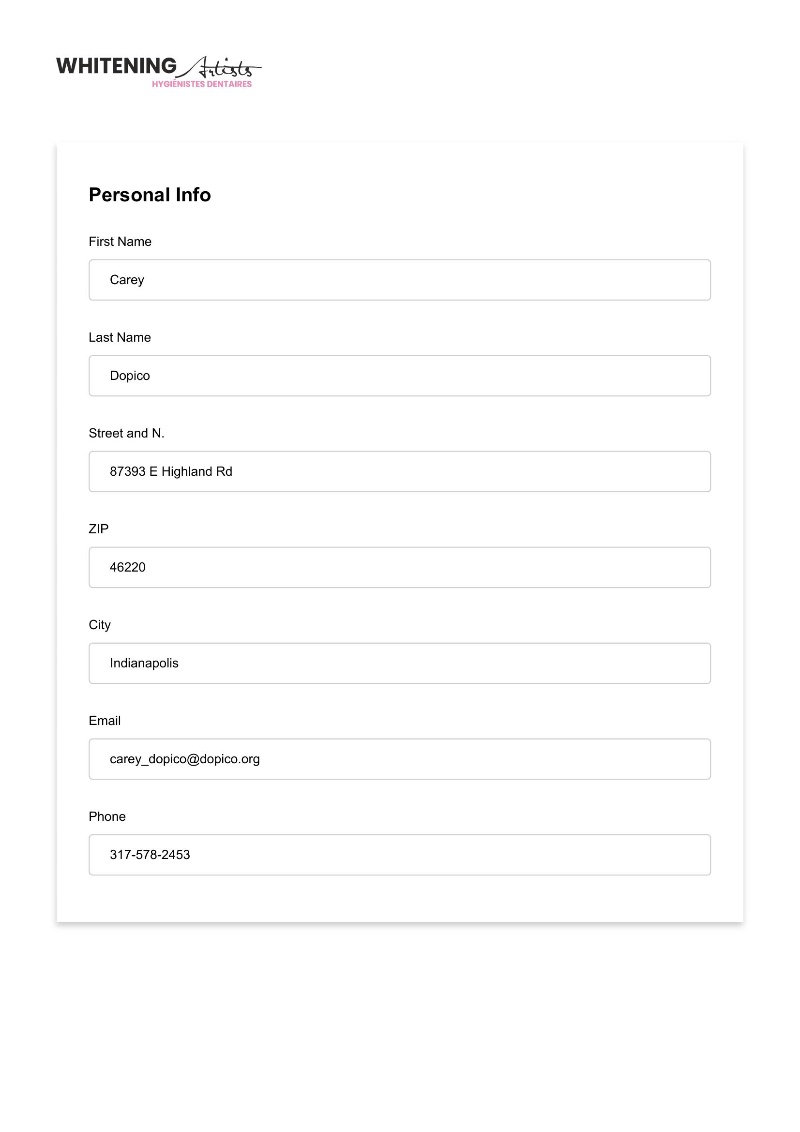 WHITENING Artists
HYGIÉNISTES DENTAIRES
Personal Info
First Name
Carey
Last Name
Dopico
Street and N.
87393 E Highland Rd
ZIP
46220
City
Indianapolis
Email
carey_dopico@dopico.org
Phone
317-578-2453